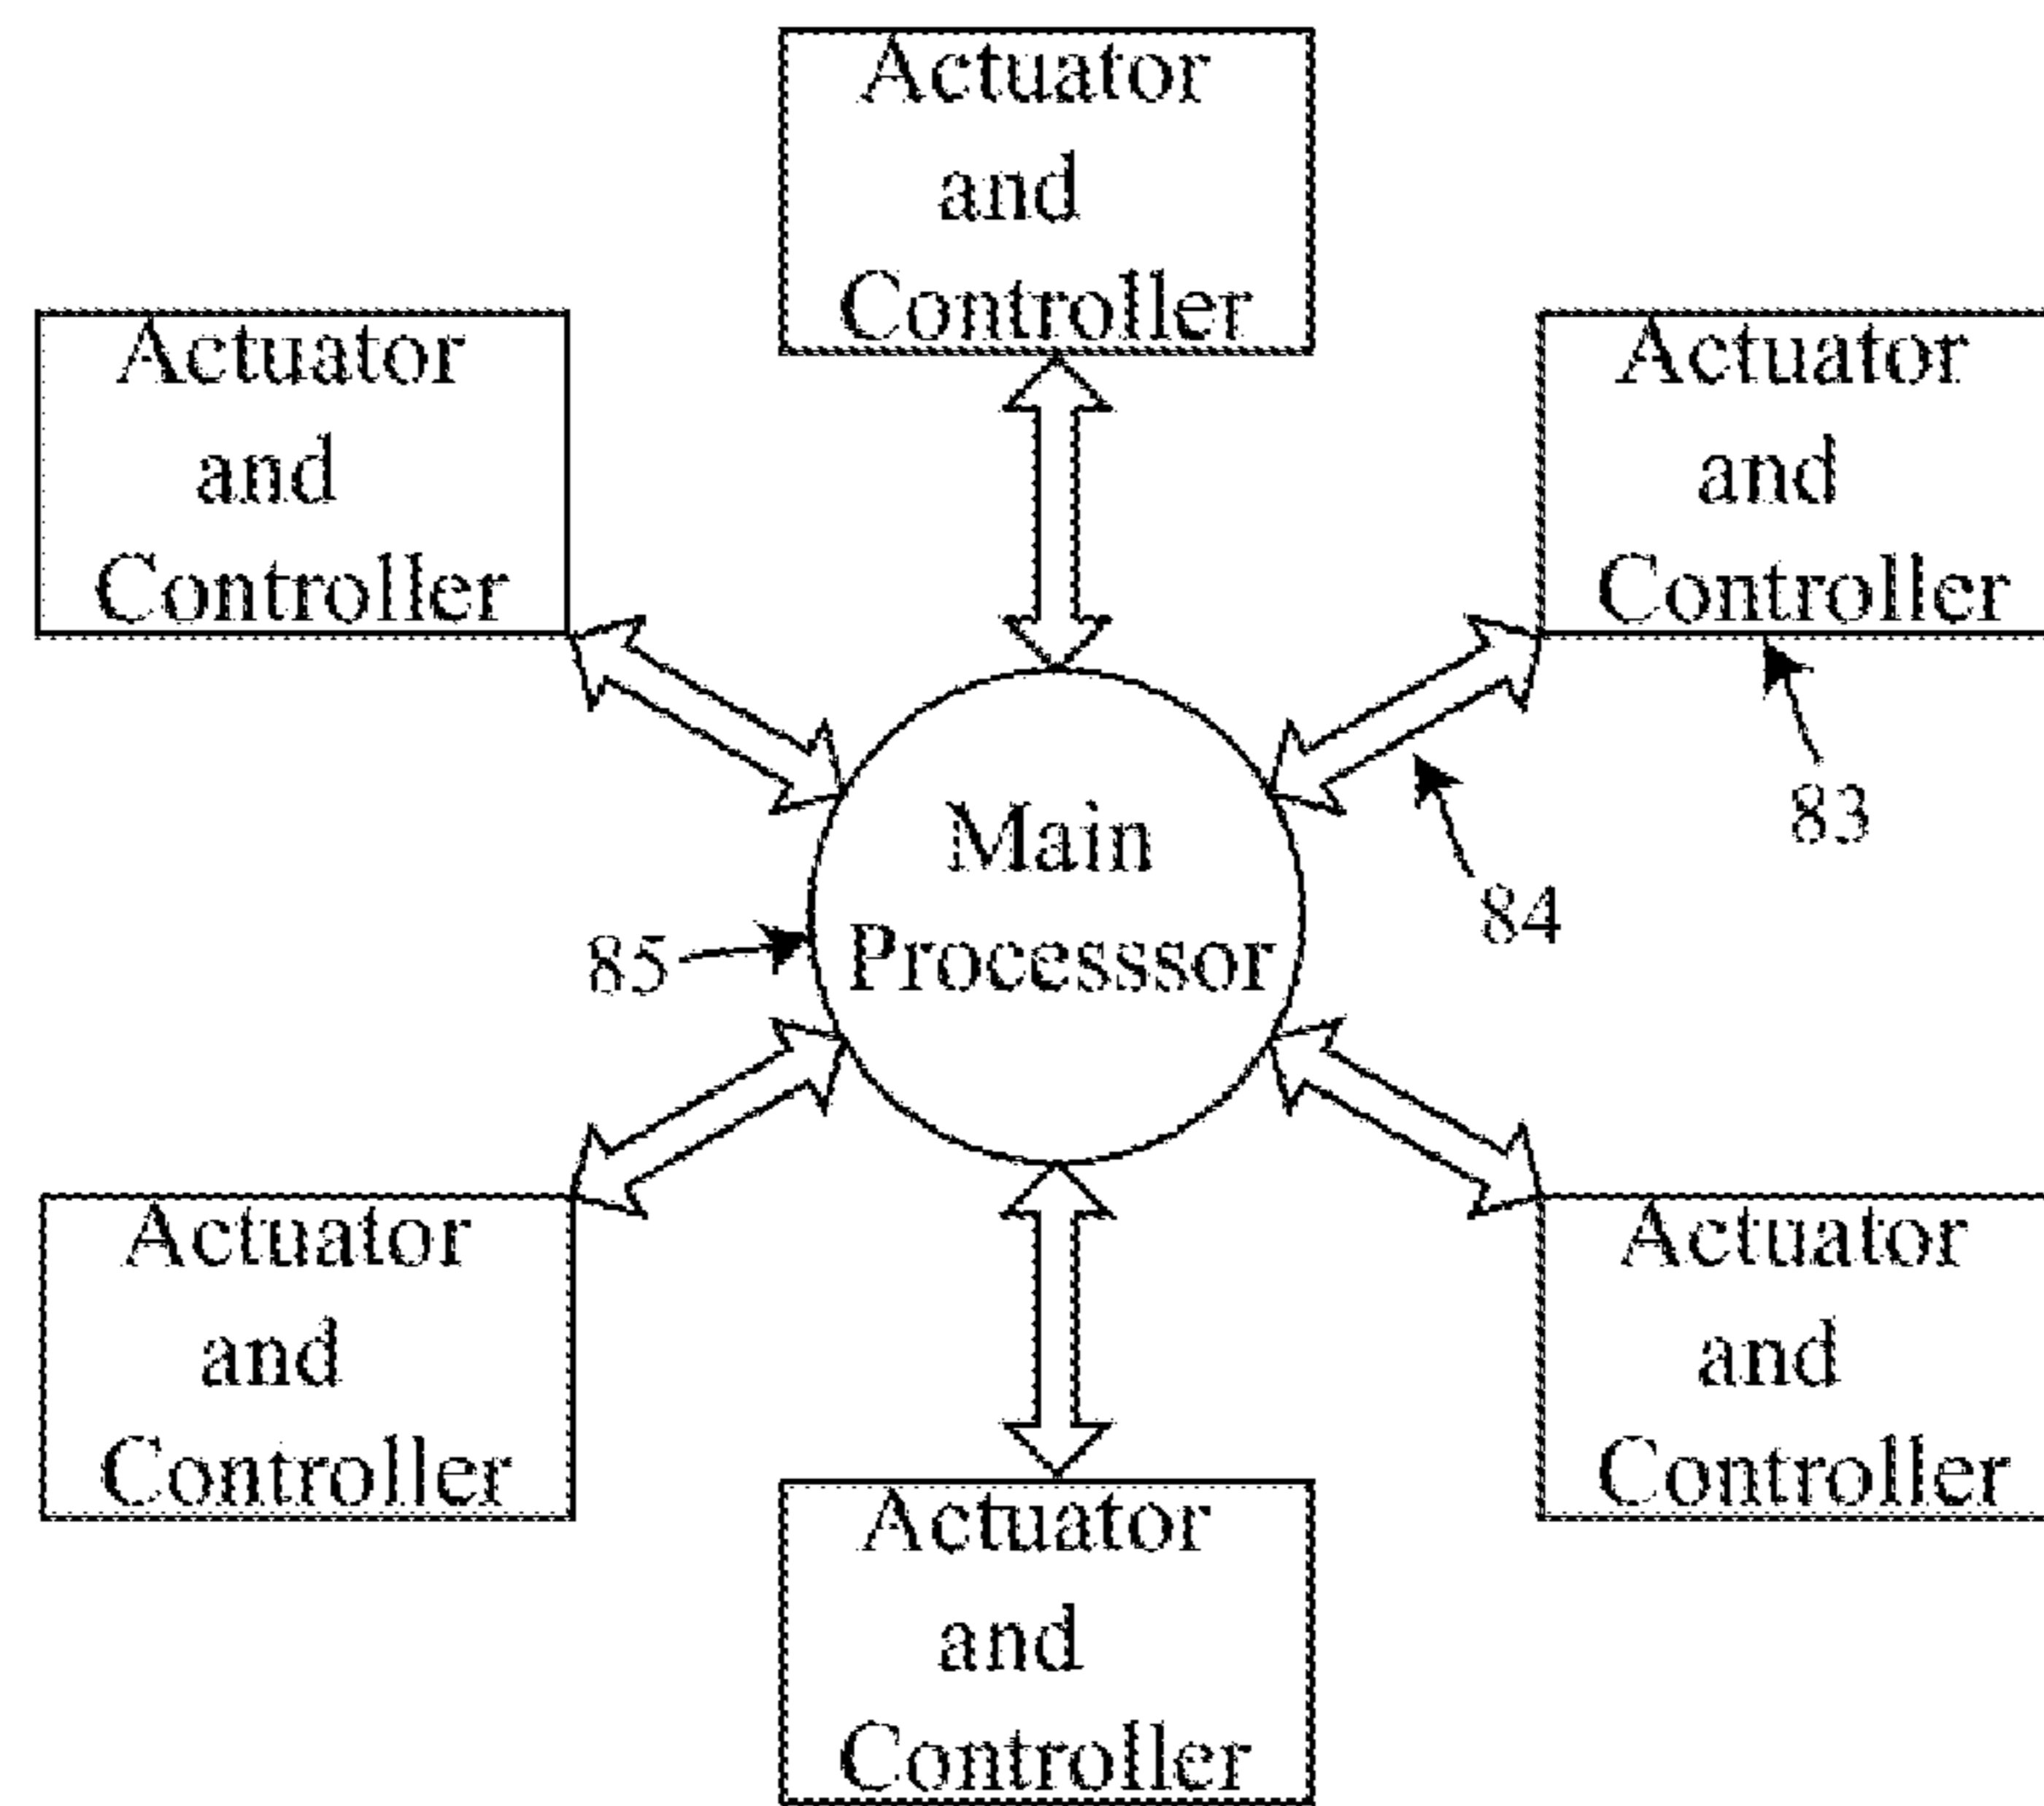 Actuator
and
Controller
Actuator
and
Controller
Actuator
and
Controller
83
84
Main
Processsor
85
Actuator
and
Controller
Actuator
and
Controller
Actuator
and
Controller